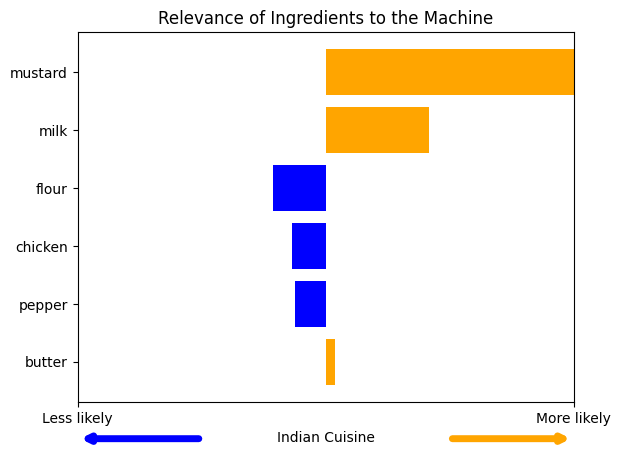 Relevance of Ingredients to the Machine
mustard
milk
flour
chicken
pepper
butter
Less likely
More likely
Indian Cuisine